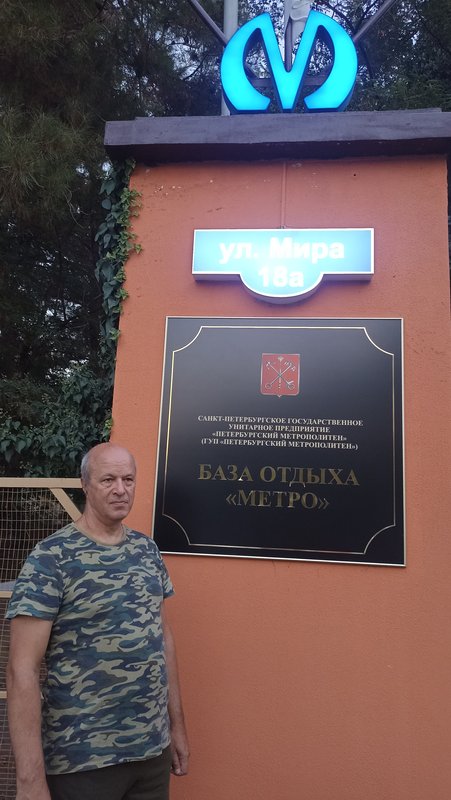 ул. Мира
18а
САНКТ-ПЕТЕРБУРГСКОЕ ГОСУДАРСТВЕННОЕ
УНИТАРНОЕ ПРЕДПРИЯТИЕ
«ПЕТЕРБУРГСКИЙ МЕТРОПОЛИТЕН»
(ГУП «ПЕТЕРБУРГСКИЙ МЕТРОПОЛИТЕН»)
БАЗА ОТДЫХА
«МЕТРО»